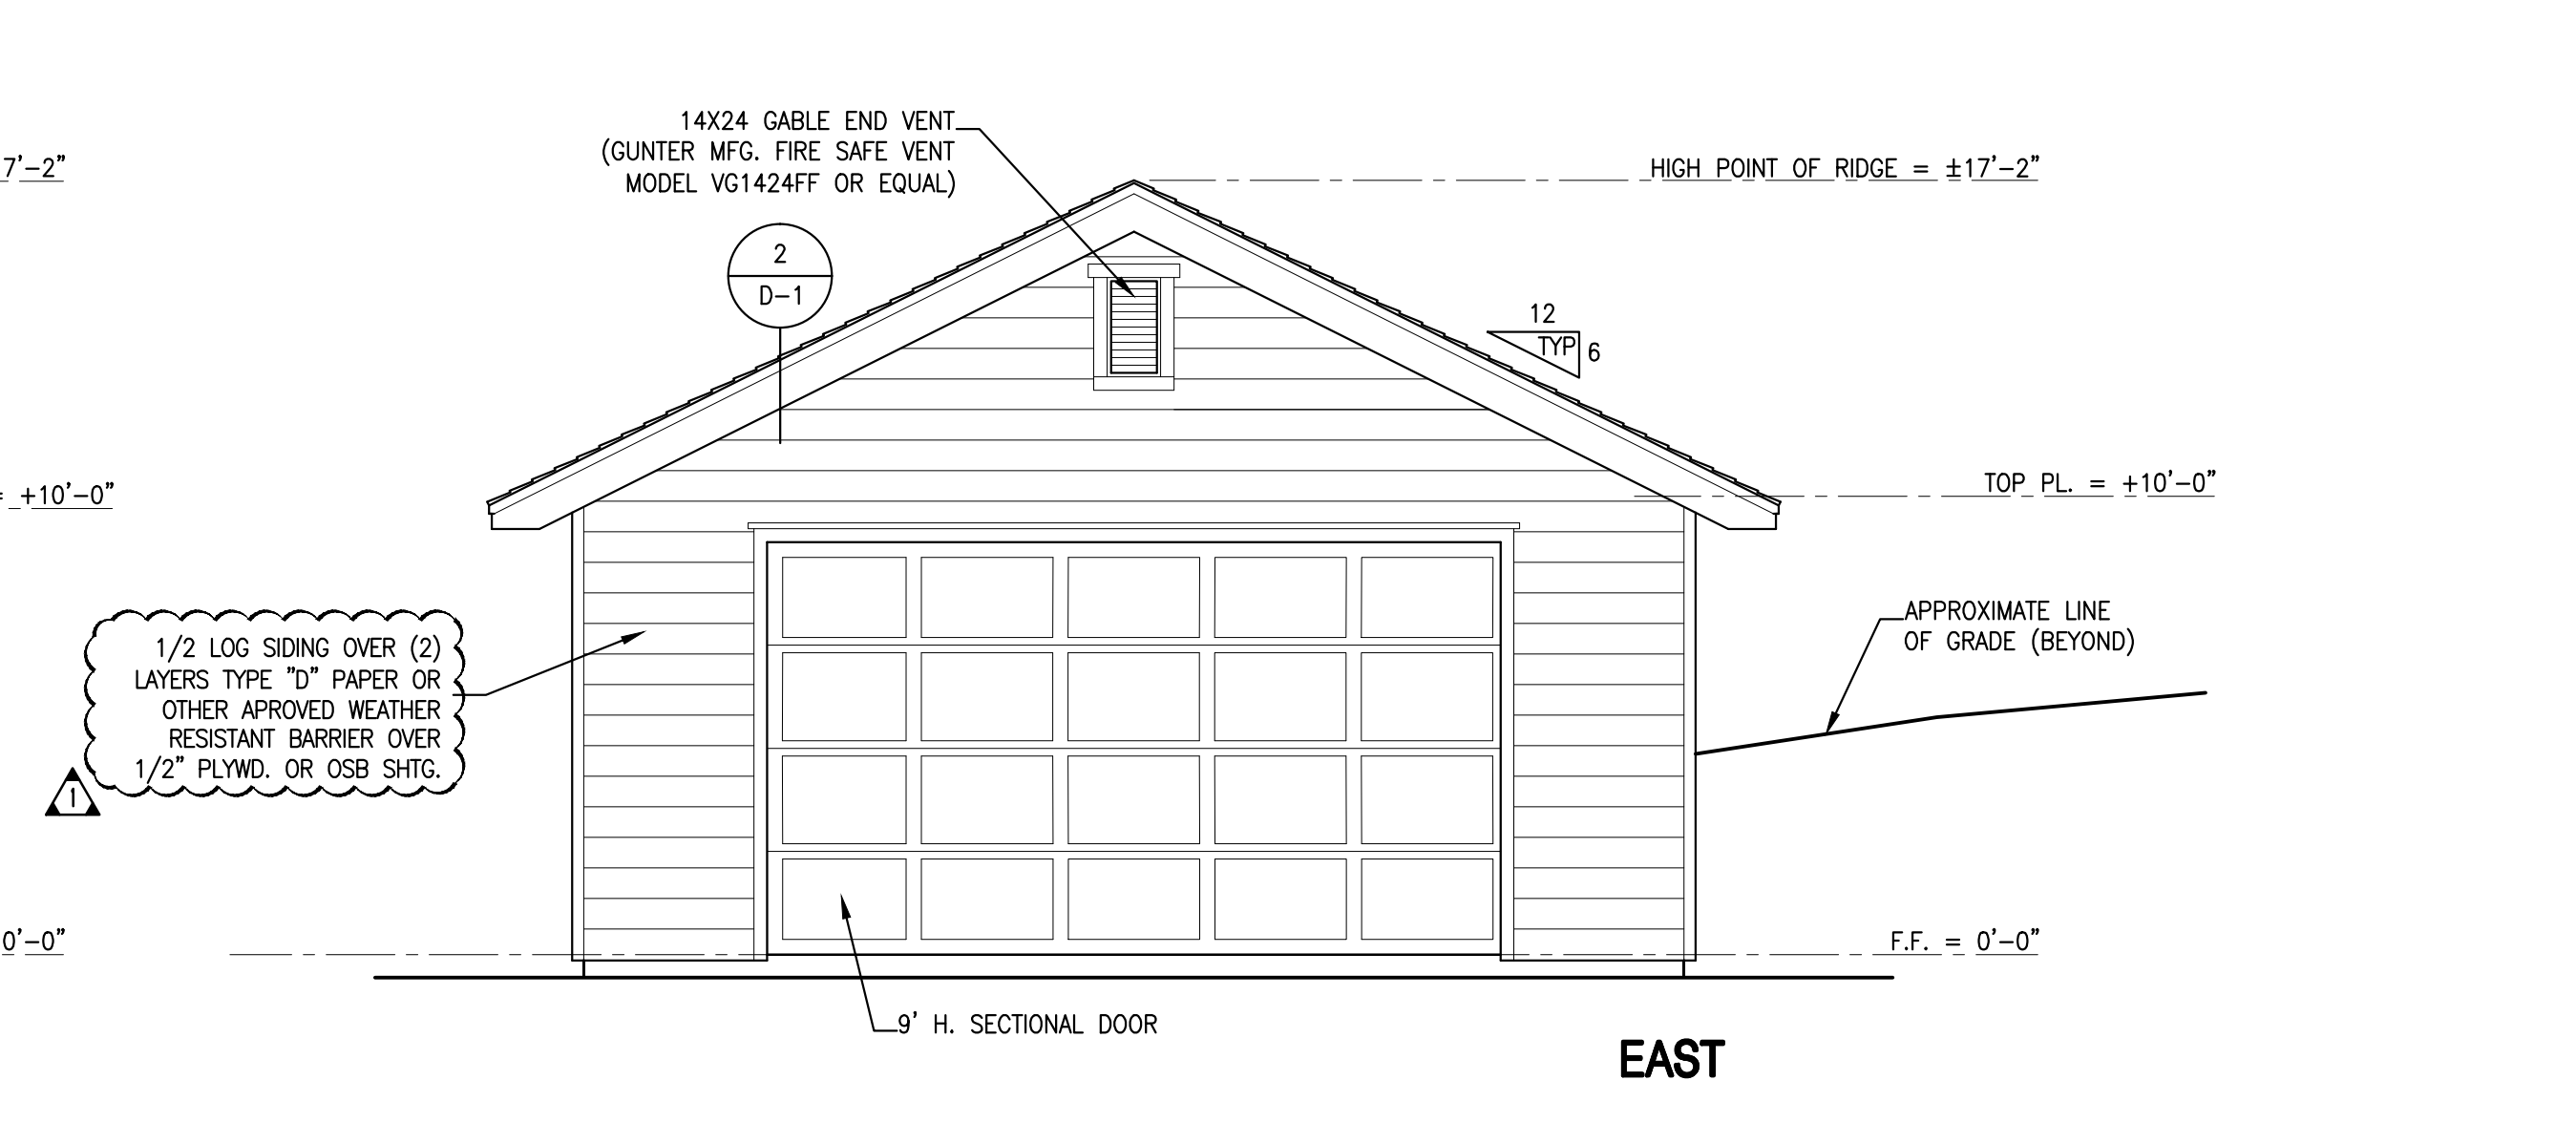 14X24 GABLE END VENT
(GUNTER MFG. FIRE SAFE VENT
MODEL VG1424FF OR EQUAL)
7'-2"
HIGH POINT OF RIDGE = ±17'-2"
2
D-1
12
TYP
6
= +10'-0"
TOP PL. = +10'-0"
1/2 LOG SIDING OVER (2)
LAYERS TYPE "D" PAPER OR
OTHER APROVED WEATHER
RESISTANT BARRIER OVER
1/2" PLYWD. OR OSB SHTG.
1
APPROXIMATE LINE
OF GRADE (BEYOND)
0'-0"
F.F. = 0'-0"
9' H. SECTIONAL DOOR
EAST